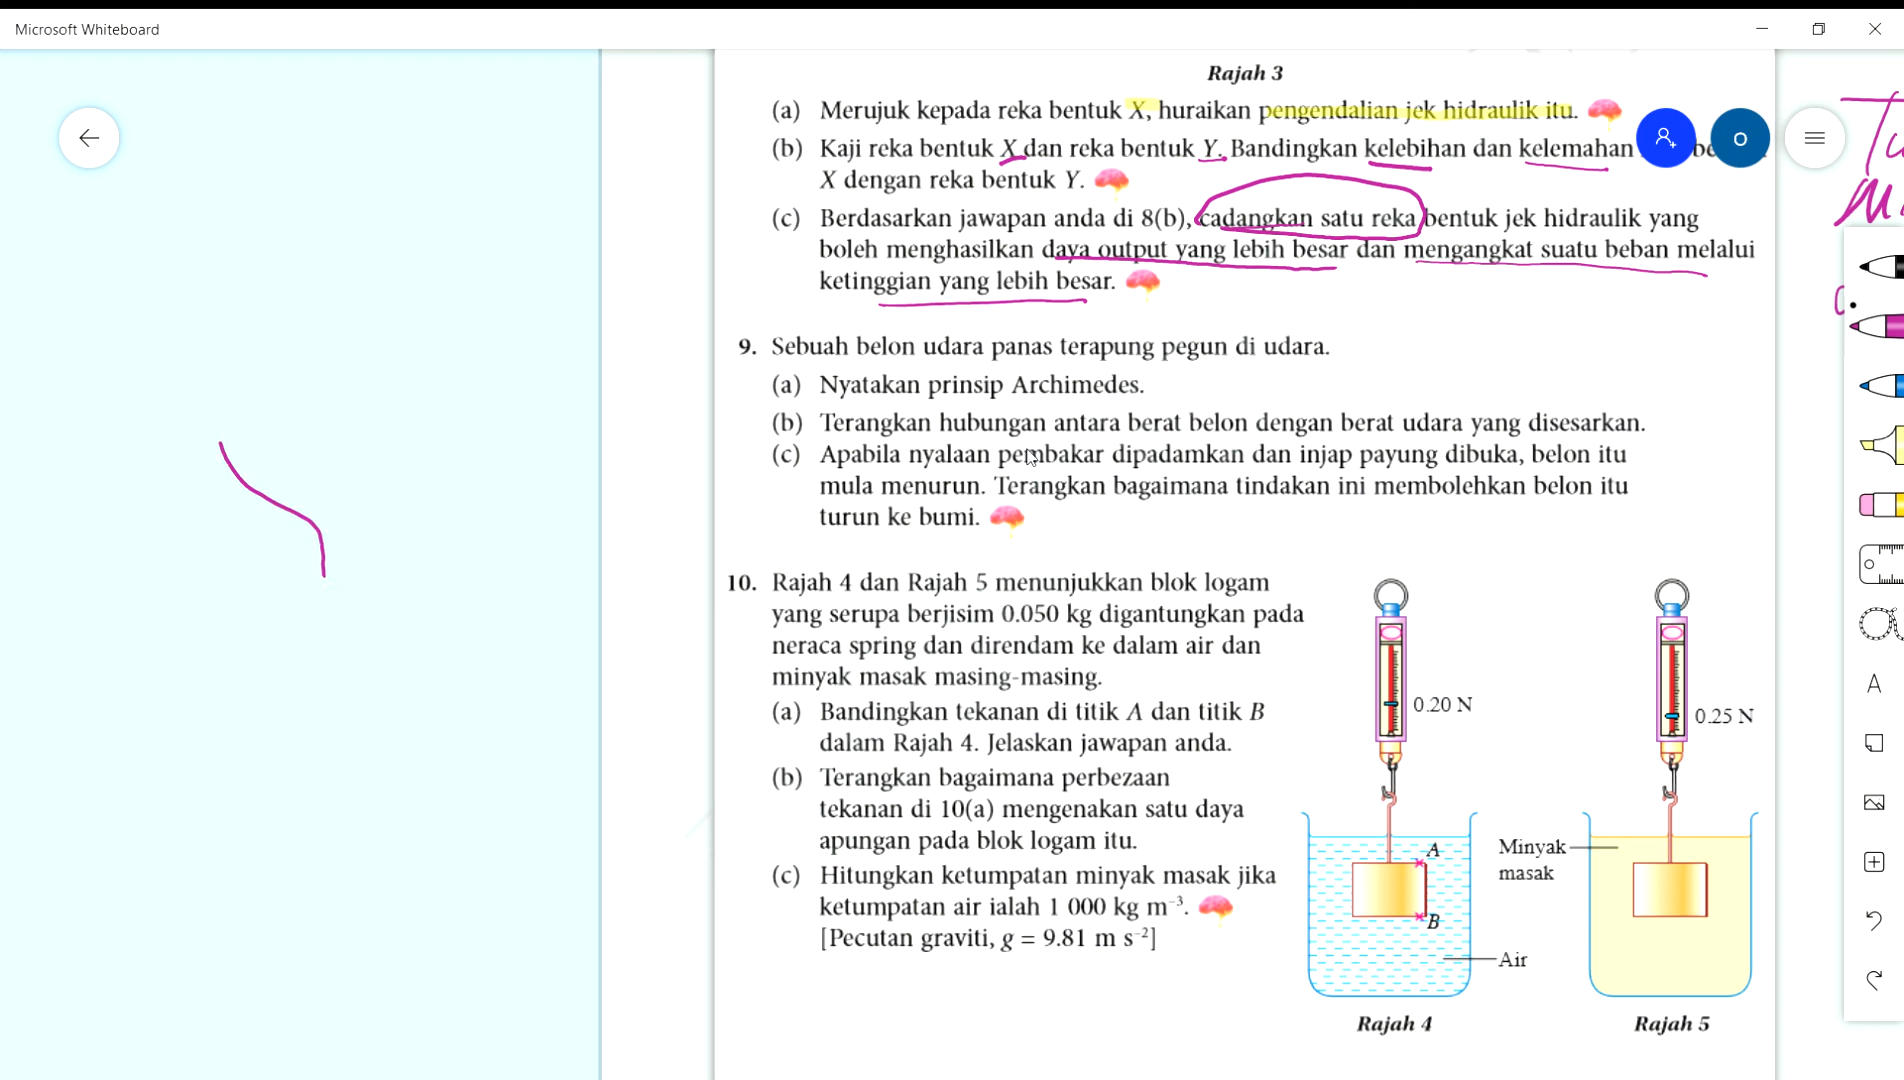 Microsoft Whiteboard
Rajah 3
(a) Merujuk kepada reka bentuk X, huraikan pengendalian jek hidraulik itu.
(b) Kaji reka bentuk X dan reka bentuk Y. Bandingkan kelebihan dan kelemahan
X dengan reka bentuk Y.
(c) Berdasarkan jawapan anda di 8(b), cadangkan satu reka bentuk jek hidraulik yang
boleh menghasilkan daya output yang lebih besar dan mengangkat suatu beban melalui
ketinggian yang lebih besar.
9. Sebuah belon udara panas terapung pegun di udara.
(a) Nyatakan prinsip Archimedes.
(b) Terangkan hubungan antara berat belon dengan berat udara yang disesarkan.
(c) Apabila nyalaan pembakar dipadamkan dan injap payung dibuka, belon itu
mula menurun. Terangkan bagaimana tindakan ini membolehkan belon itu
turun ke bumi.
10. Rajah 4 dan Rajah 5 menunjukkan blok logam
yang serupa berjisim 0.050 kg digantungkan pada
neraca spring dan direndam ke dalam air dan
minyak masak masing-masing.
(a) Bandingkan tekanan di titik A dan titik B
dalam Rajah 4. Jelaskan jawapan anda.
(b) Terangkan bagaimana perbezaan
tekanan di 10(a) mengenakan satu daya
apungan pada blok logam itu.
(c) Hitungkan ketumpatan minyak masak jika
ketumpatan air ialah 1 000 kg m⁻³.
[Pecutan graviti, g = 9.81 m s⁻²]
0.20 N
0.25 N
A
B
Minyak
masak
Air
Rajah 4
Rajah 5
O
A